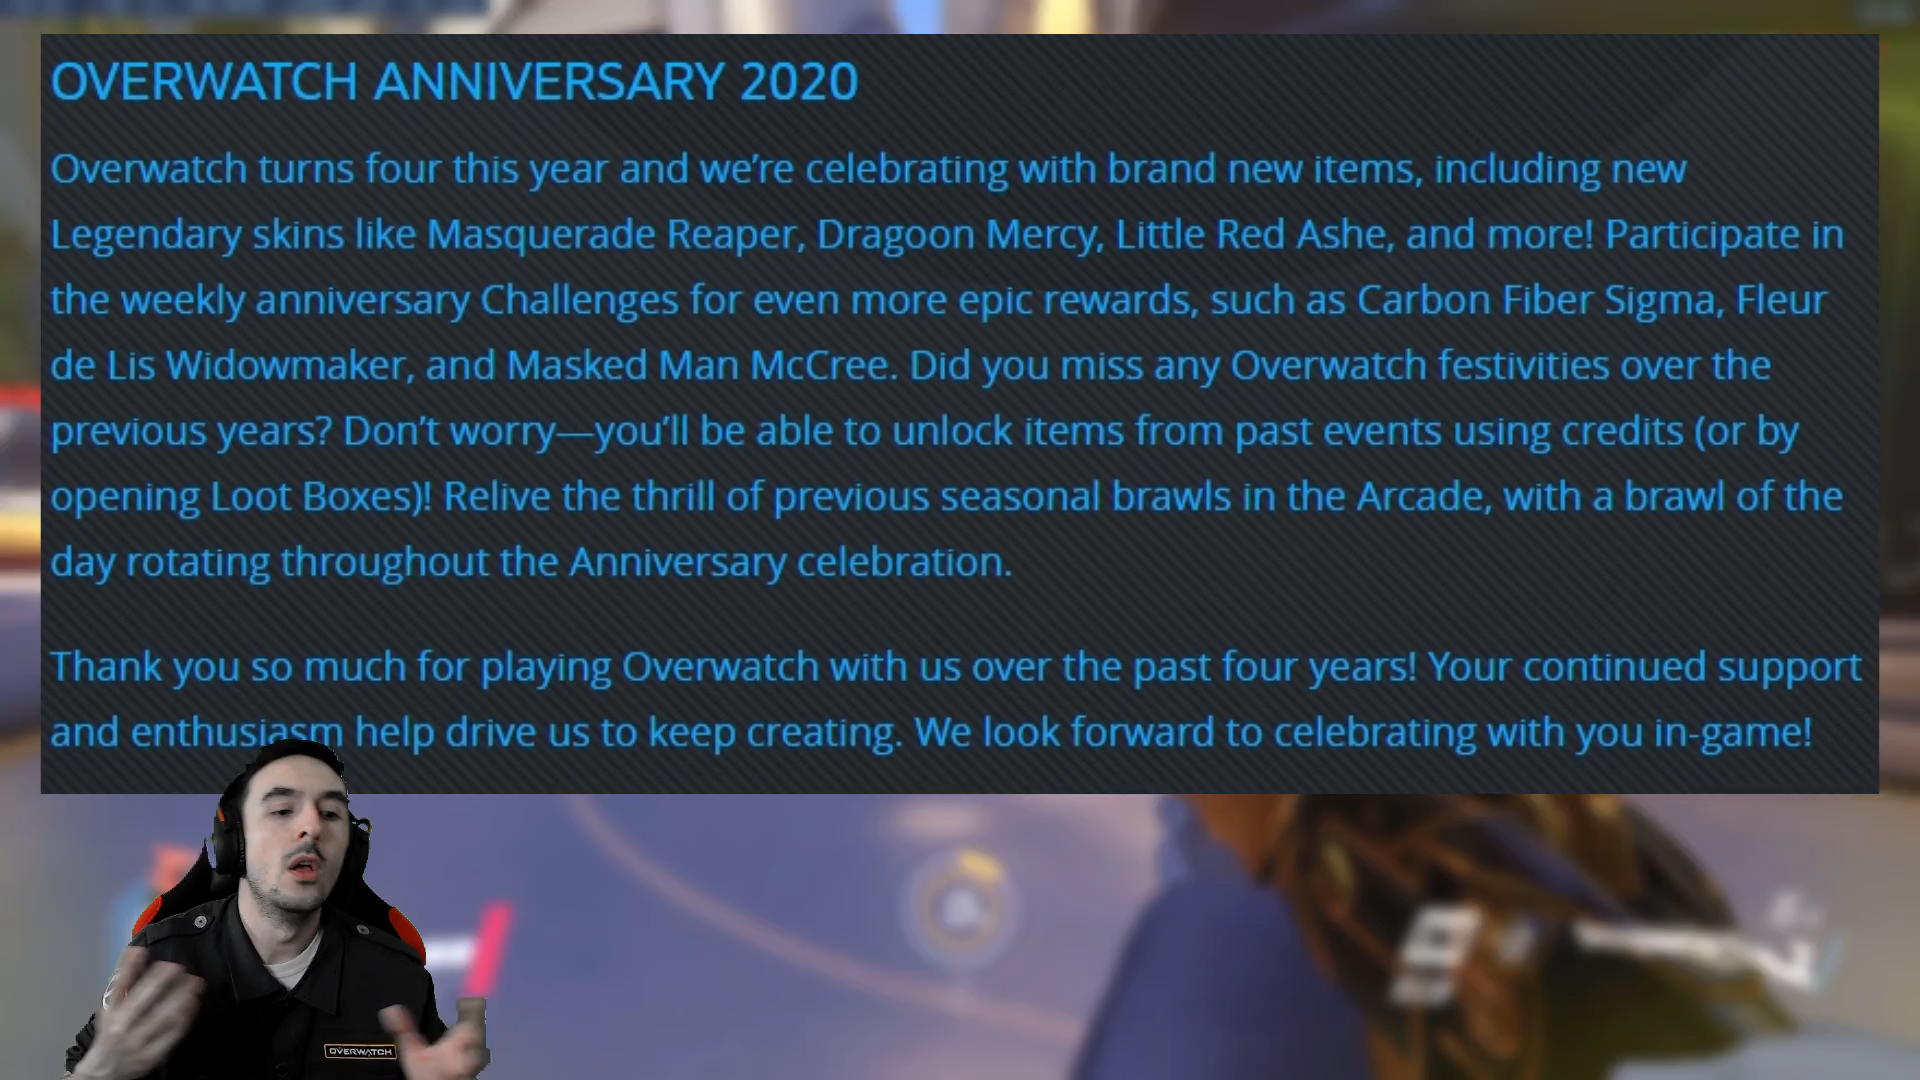 OVERWATCH ANNIVERSARY 2020
Overwatch turns four this year and we’re celebrating with brand new items, including new
Legendary skins like Masquerade Reaper, Dragoon Mercy, Little Red Ashe, and more! Participate in
the weekly anniversary Challenges for even more epic rewards, such as Carbon Fiber Sigma, Fleur
de Lis Widowmaker, and Masked Man McCree. Did you miss any Overwatch festivities over the
previous years? Don’t worry—you’ll be able to unlock items from past events using credits (or by
opening Loot Boxes)! Relive the thrill of previous seasonal brawls in the Arcade, with a brawl of the
day rotating throughout the Anniversary celebration.
Thank you so much for playing Overwatch with us over the past four years! Your continued support
and enthusiasm help drive us to keep creating. We look forward to celebrating with you in-game!
OVERWATCH